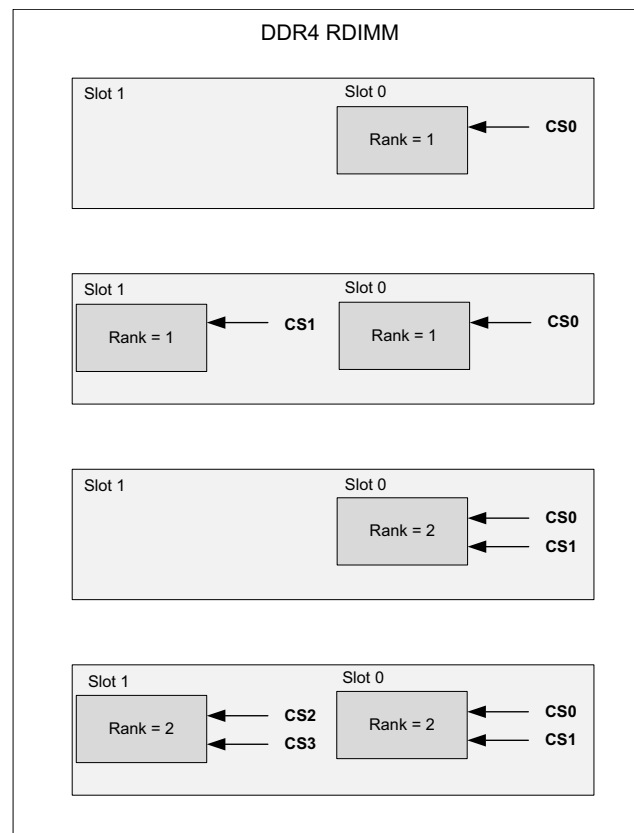 DDR4 RDIMM
Slot 1
Slot 0
Rank = 1
CS0
Slot 1
Slot 0
Rank = 1
CS1
Rank = 1
CS0
Slot 1
Slot 0
Rank = 2
CS0
CS1
Slot 1
Slot 0
Rank = 2
CS2
CS3
Rank = 2
CS0
CS1